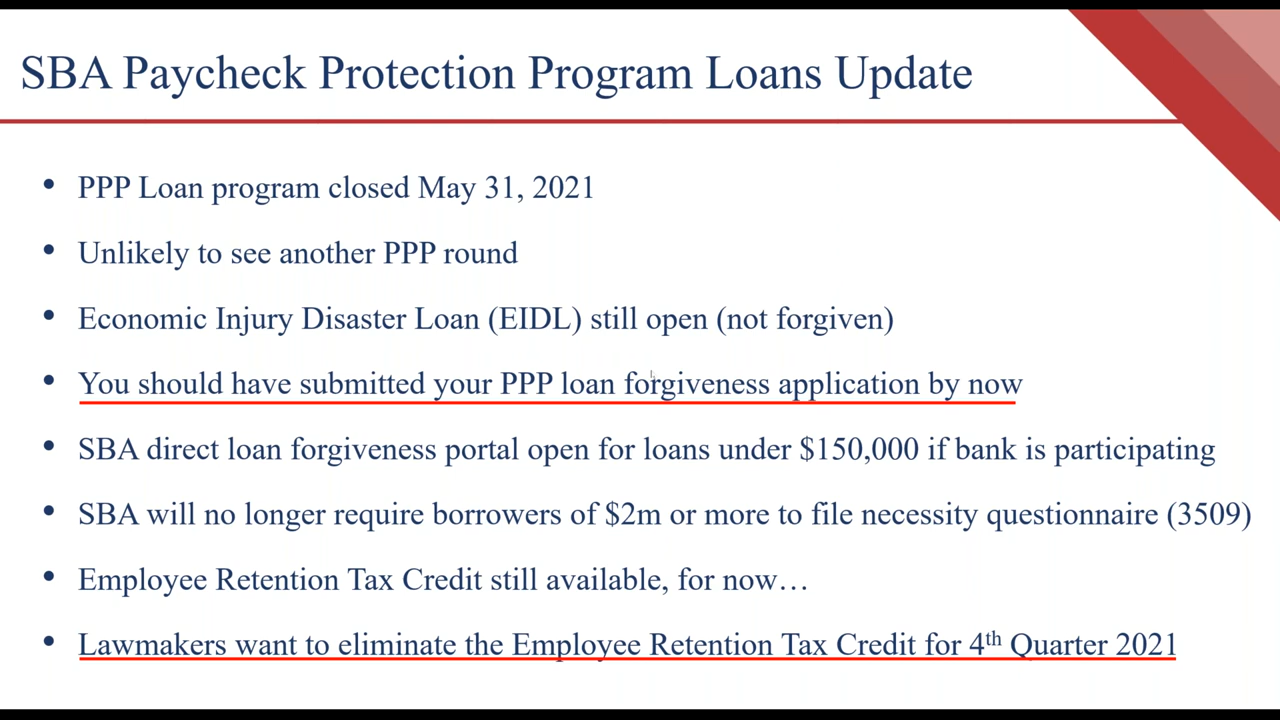 SBA Paycheck Protection Program Loans Update
• PPP Loan program closed May 31, 2021
• Unlikely to see another PPP round
• Economic Injury Disaster Loan (EIDL) still open (not forgiven)
• You should have submitted your PPP loan forgiveness application by now
• SBA direct loan forgiveness portal open for loans under $150,000 if bank is participating
• SBA will no longer require borrowers of $2m or more to file necessity questionnaire (3509)
• Employee Retention Tax Credit still available, for now…
• Lawmakers want to eliminate the Employee Retention Tax Credit for 4th Quarter 2021